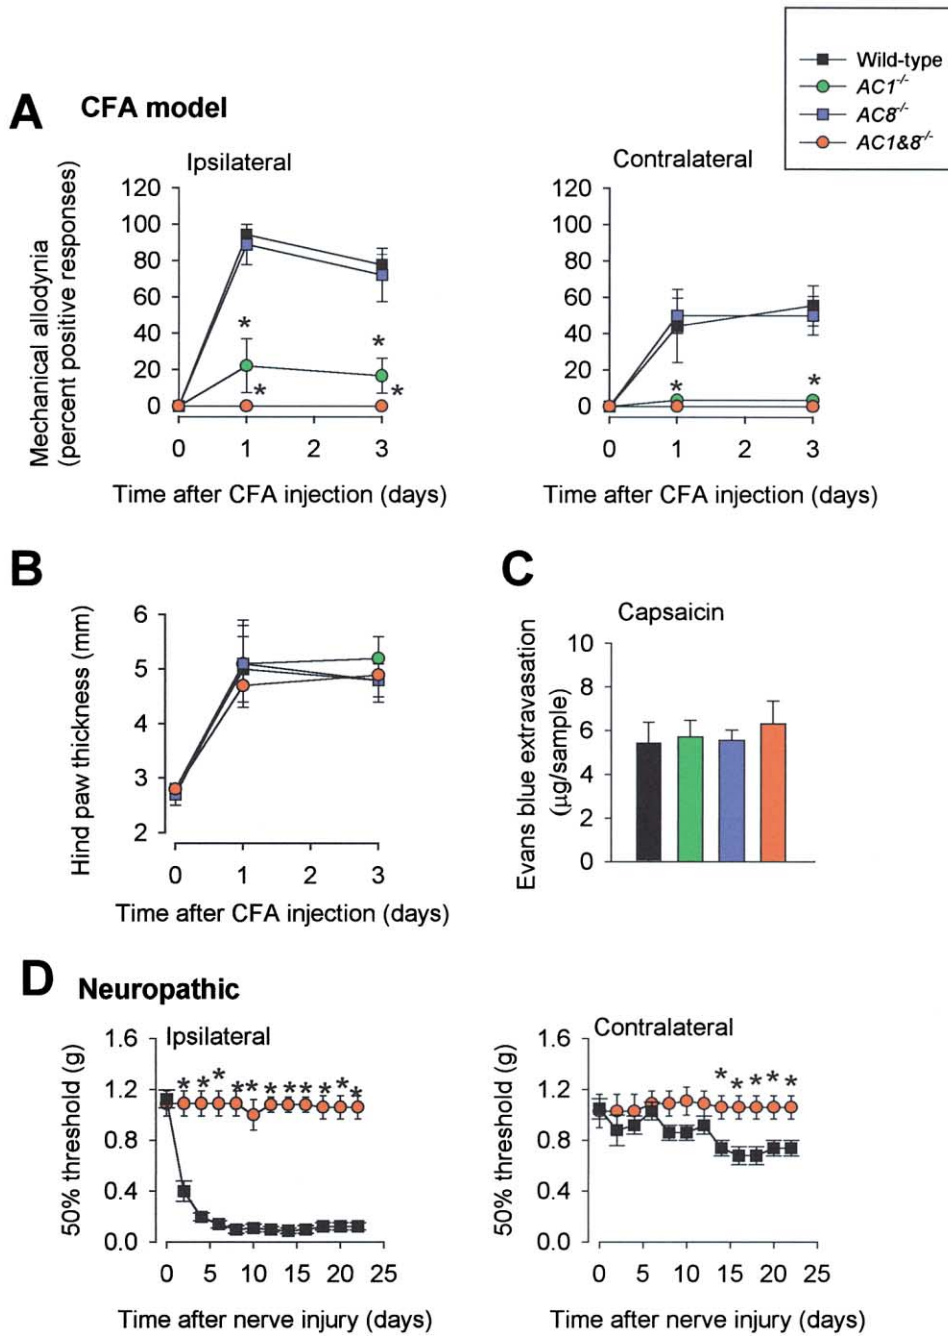 Wild-type
AC1-/-
AC8-/-
AC1&8-/-
A CFA model
Ipsilateral
Contralateral
Mechanical allodynia
(percent positive responses)
120
100
80
60
40
20
0
* * * *
0 1 2 3
Time after CFA injection (days)
120
100
80
60
40
20
0
* *
0 1 2 3
Time after CFA injection (days)
B
Hind paw thickness (mm)
6
5
4
3
2
0 1 2 3
Time after CFA injection (days)
C
Capsaicin
Evans blue extravasation
(µg/sample)
10
8
6
4
2
0
D Neuropathic
Ipsilateral
50% threshold (g)
1.6
1.2
0.8
0.4
0.0
* * * * * * * * * * *
0 5 10 15 20 25
Time after nerve injury (days)
Contralateral
50% threshold (g)
1.6
1.2
0.8
0.4
0.0
* * * * *
0 5 10 15 20 25
Time after nerve injury (days)